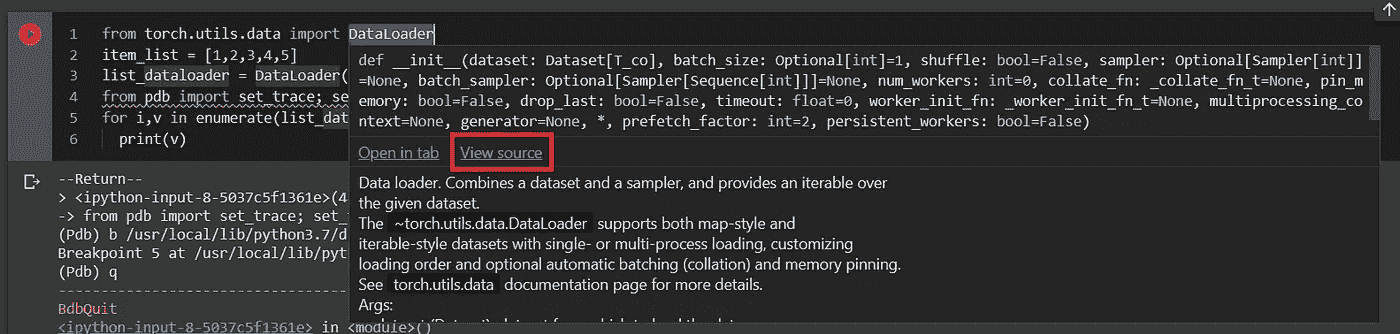 1 from torch.utils.data import DataLoader
2 item_list = [1,2,3,4,5]
3 list_dataloader = DataLoader(
4 from pdb import set_trace; se
5 for i,v in enumerate(list_dat
6 print(v)
def __init__(dataset: Dataset[T_co], batch_size: Optional[int]=1, shuffle: bool=False, sampler: Optional[Sampler[int]]
=None, batch_sampler: Optional[Sampler[Sequence[int]]]=None, num_workers: int=0, collate_fn: _collate_fn_t=None, pin_m
emory: bool=False, drop_last: bool=False, timeout: float=0, worker_init_fn: _worker_init_fn_t=None, multiprocessing_co
ntext=None, generator=None, *, prefetch_factor: int=2, persistent_workers: bool=False)
Open in tab View source
Data loader. Combines a dataset and a sampler, and provides an iterable over
the given dataset.
The ~torch.utils.data.DataLoader supports both map-style and
iterable-style datasets with single- or multi-process loading, customizing
loading order and optional automatic batching (collation) and memory pinning.
See torch.utils.data documentation page for more details.
Args:
--Return--
> <ipython-input-8-5037c5f1361e>(4
-> from pdb import set_trace; set_t
(Pdb) b /usr/local/lib/python3.7/d
Breakpoint 5 at /usr/local/lib/pyt
(Pdb) q
BdbQuit
<ipython-input-8-5037c5f1361e> in <module>()